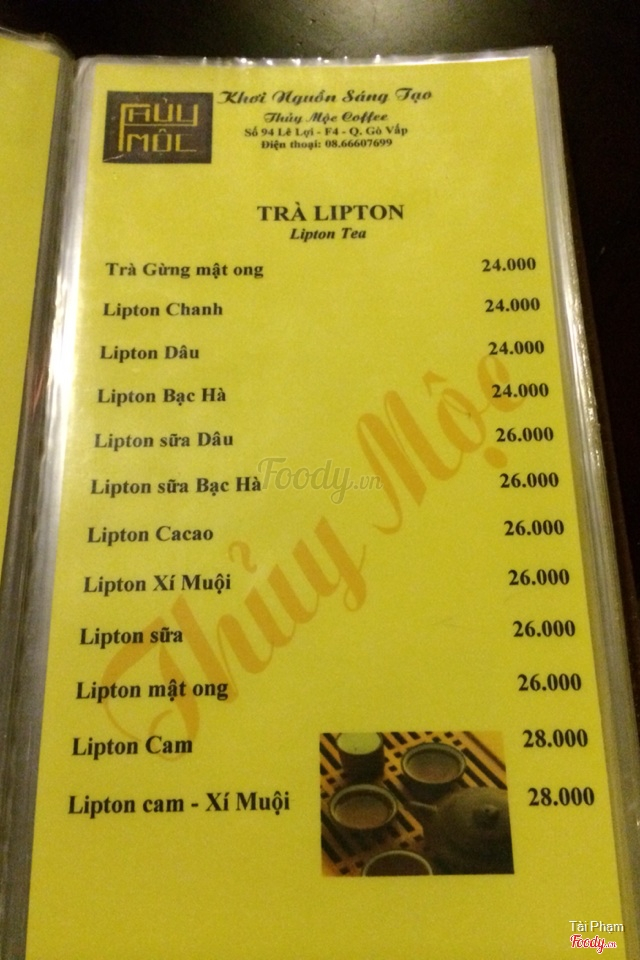 THỦY
MỘC
Khơi Nguồn Sáng Tạo
Thủy Mộc Coffee
Số 94 Lê Lợi - F4 - Q. Gò Vấp
Điện thoại: 08.66607699
TRÀ LIPTON
Lipton Tea
Trà Gừng mật ong 24.000
Lipton Chanh 24.000
Lipton Dâu 24.000
Lipton Bạc Hà 24.000
Lipton sữa Dâu 26.000
Lipton sữa Bạc Hà 26.000
Lipton Cacao 26.000
Lipton Xí Muội 26.000
Lipton sữa 26.000
Lipton mật ong 26.000
Lipton Cam 28.000
Lipton cam - Xí Muội 28.000
Thủy Mộc
Foody.vn
Tài Phạm
Foody.vn